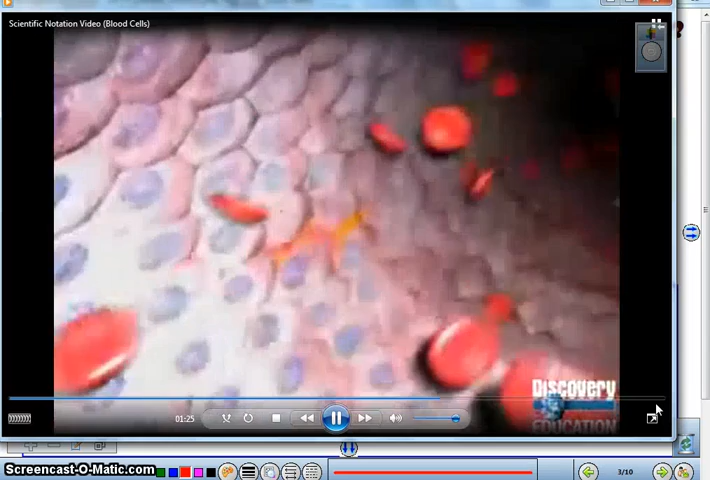 Scientific Notation Video (Blood Cells)
Discovery
EDUCATION
01:25
Screencast-O-Matic.com
3/10